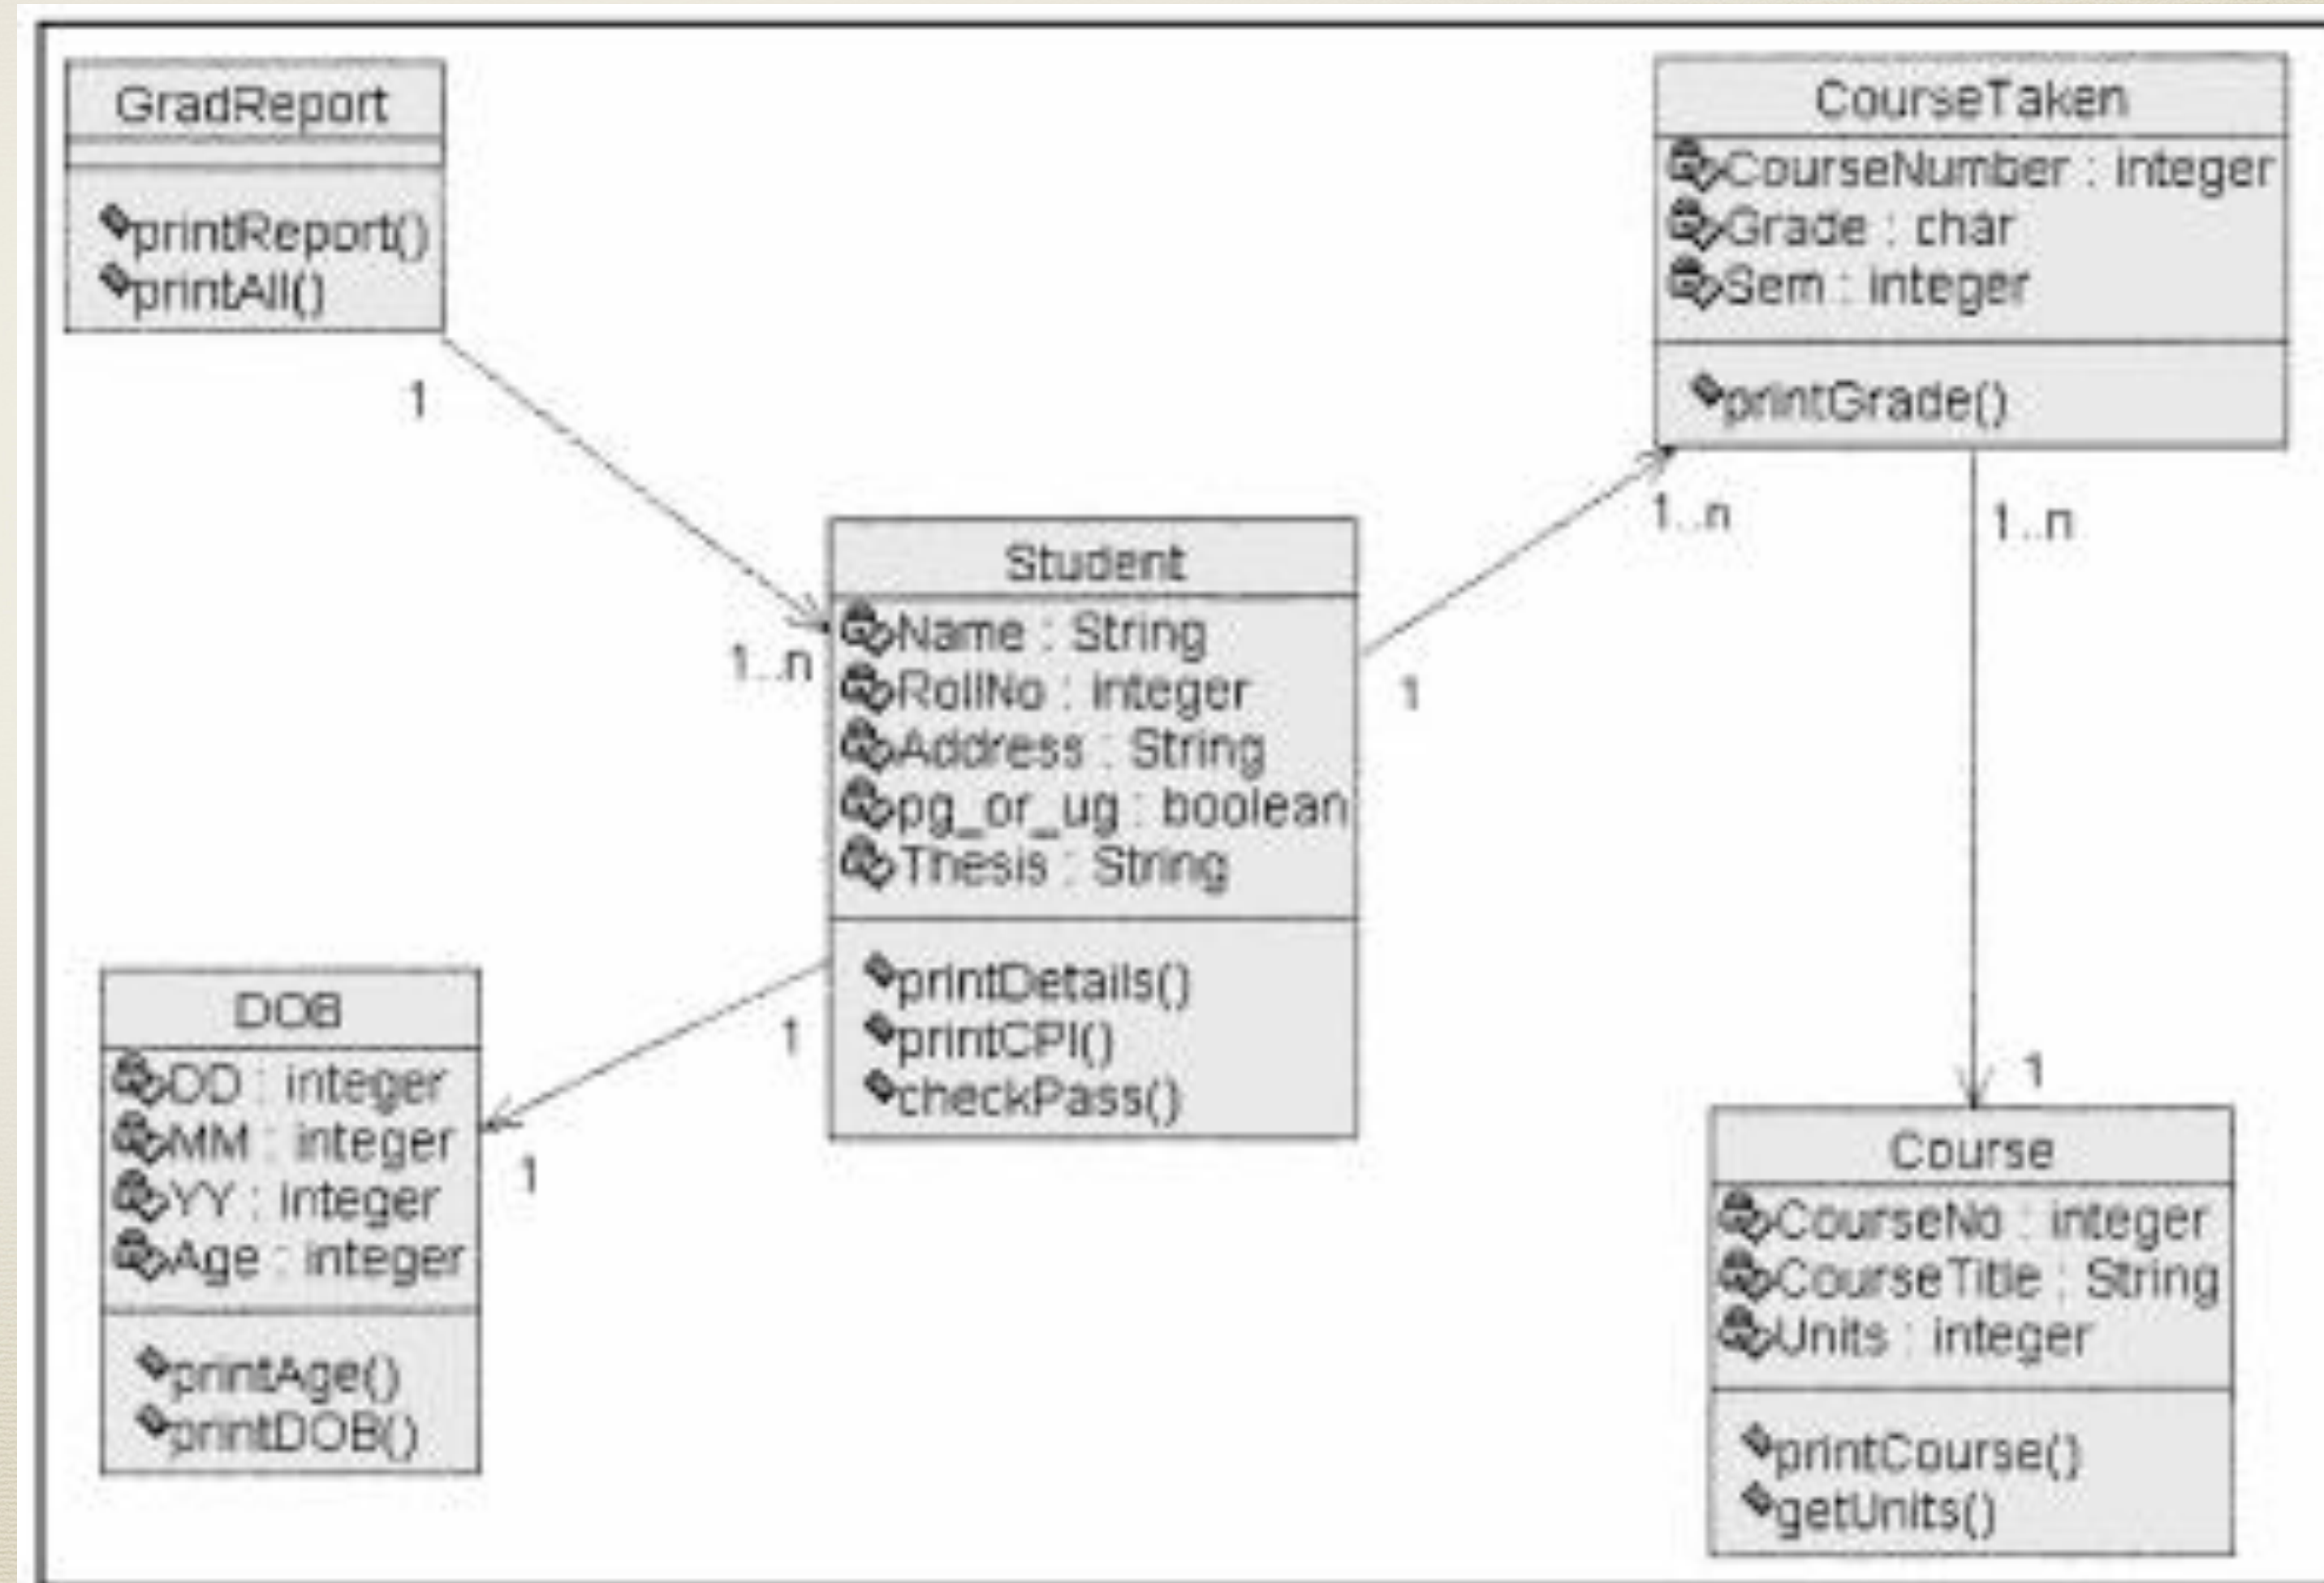 GradReport
printReport()
printAll()
1
1..n
CourseTaken
CourseNumber : integer
Grade : char
Sem : integer
printGrade()
1..n
1..n
Student
Name : String
RollNo : integer
Address : String
pg_or_ug : boolean
Thesis : String
printDetails()
printCPI()
checkPass()
1
1
1
DOB
DD : integer
MM : integer
YY : integer
Age : integer
printAge()
printDOB()
1
Course
CourseNo : integer
CourseTitle : String
Units : integer
printCourse()
getUnits()